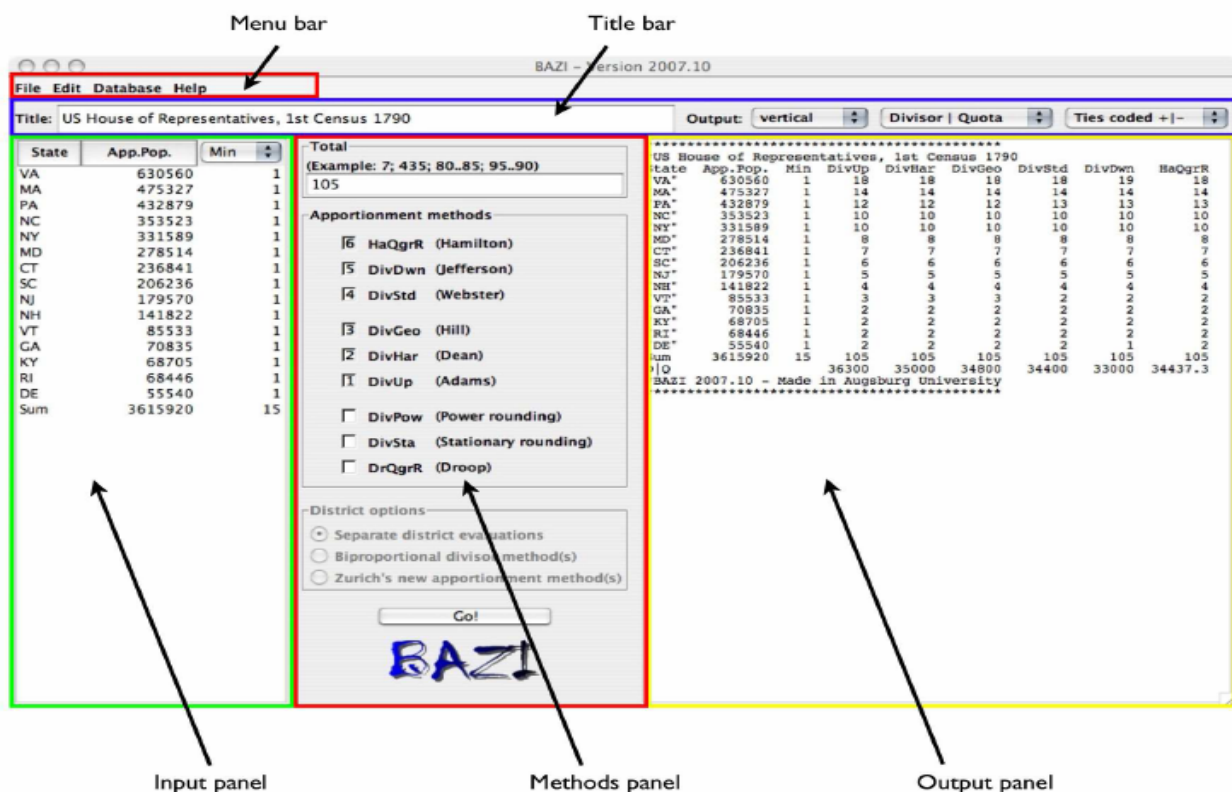 Menu bar
Title bar
BAZI - Version 2007.10
File Edit Database Help
Title: US House of Representatives, 1st Census 1790 Output: vertical Divisor | Quota Ties coded +|-
State App.Pop. Min
VA 630560 1
MA 475327 1
PA 432879 1
NC 353523 1
NY 331589 1
MD 278514 1
CT 236841 1
SC 206236 1
NJ 179570 1
NH 141822 1
VT 85533 1
GA 70835 1
KY 68705 1
RI 68446 1
DE 55540 1
Sum 3615920 15
Total
(Example: 7; 435; 80..85; 95..90)
105
Apportionment methods
6 HaQgrR (Hamilton)
5 DivDwn (Jefferson)
4 DivStd (Webster)
3 DivGeo (Hill)
2 DivHar (Dean)
1 DivUp (Adams)
DivPow (Power rounding)
DivSta (Stationary rounding)
DrQgrR (Droop)
District options
Separate district evaluations
Biproportional divisor method(s)
Zurich's new apportionment method(s)
Go!
BAZI
US House of Representatives, 1st Census 1790
State App.Pop. Min DivUp DivHar DivGeo DivStd DivDwn HaQgrR
VA" 630560 1 18 18 18 18 19 18
MA" 475327 1 14 14 14 14 14 14
PA" 432879 1 12 12 12 13 13 13
NC" 353523 1 10 10 10 10 10 10
NY" 331589 1 10 10 10 10 10 10
MD" 278514 1 8 8 8 8 8 8
CT" 236841 1 7 7 7 7 7 7
SC" 206236 1 6 6 6 6 6 6
NJ" 179570 1 5 5 5 5 5 5
NH" 141822 1 4 4 4 4 4 4
VT" 85533 1 3 3 3 2 2 2
GA" 70835 1 2 2 2 2 2 2
KY" 68705 1 2 2 2 2 2 2
RI" 68446 1 2 2 2 2 2 2
DE" 55540 1 2 2 2 2 1 2
Sum 3615920 15 105 105 105 105 105 105
D|Q 36300 35000 34800 34400 33000 34437.3
BAZI 2007.10 - Made in Augsburg University
Input panel
Methods panel
Output panel